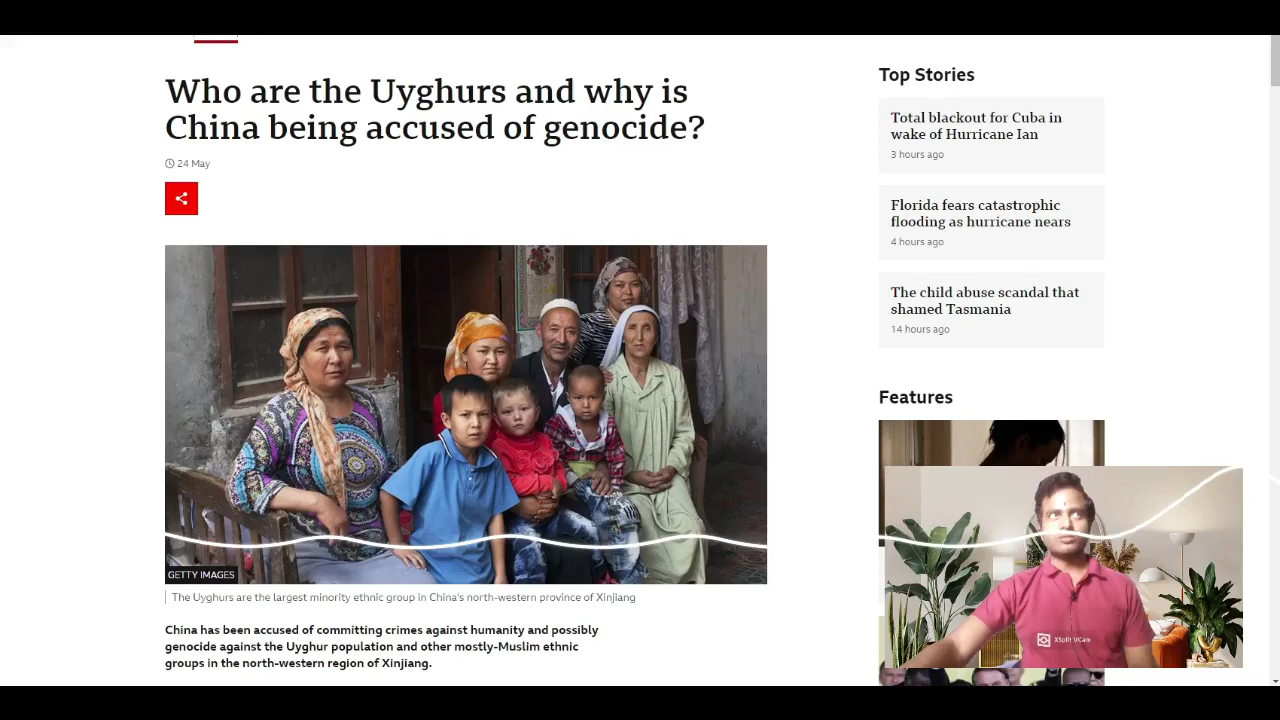 Who are the Uyghurs and why is
China being accused of genocide?
24 May
GETTY IMAGES
The Uyghurs are the largest minority ethnic group in China's north-western province of Xinjiang
China has been accused of committing crimes against humanity and possibly
genocide against the Uyghur population and other mostly-Muslim ethnic
groups in the north-western region of Xinjiang.
Top Stories
Total blackout for Cuba in
wake of Hurricane Ian
3 hours ago
Florida fears catastrophic
flooding as hurricane nears
4 hours ago
The child abuse scandal that
shamed Tasmania
14 hours ago
Features
XSplit VCam